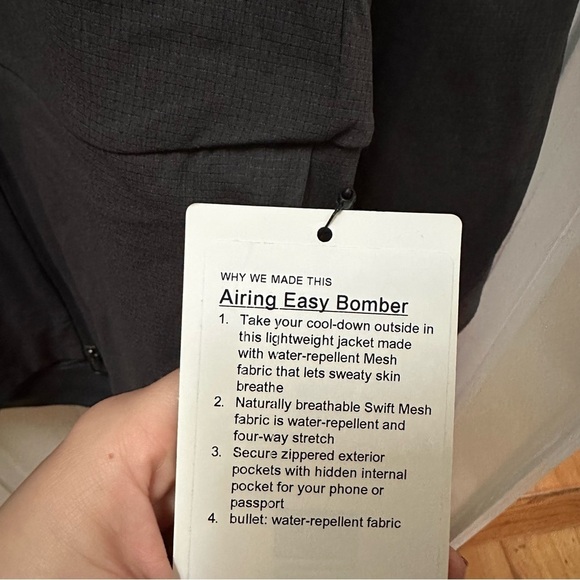 WHY WE MADE THIS
Airing Easy Bomber
1. Take your cool-down outside in
this lightweight jacket made
with water-repellent Mesh
fabric that lets sweaty skin
breathe
2. Naturally breathable Swift Mesh
fabric is water-repellent and
four-way stretch
3. Secure zippered exterior
pockets with hidden internal
pocket for your phone or
passport
4. bullet: water-repellent fabric